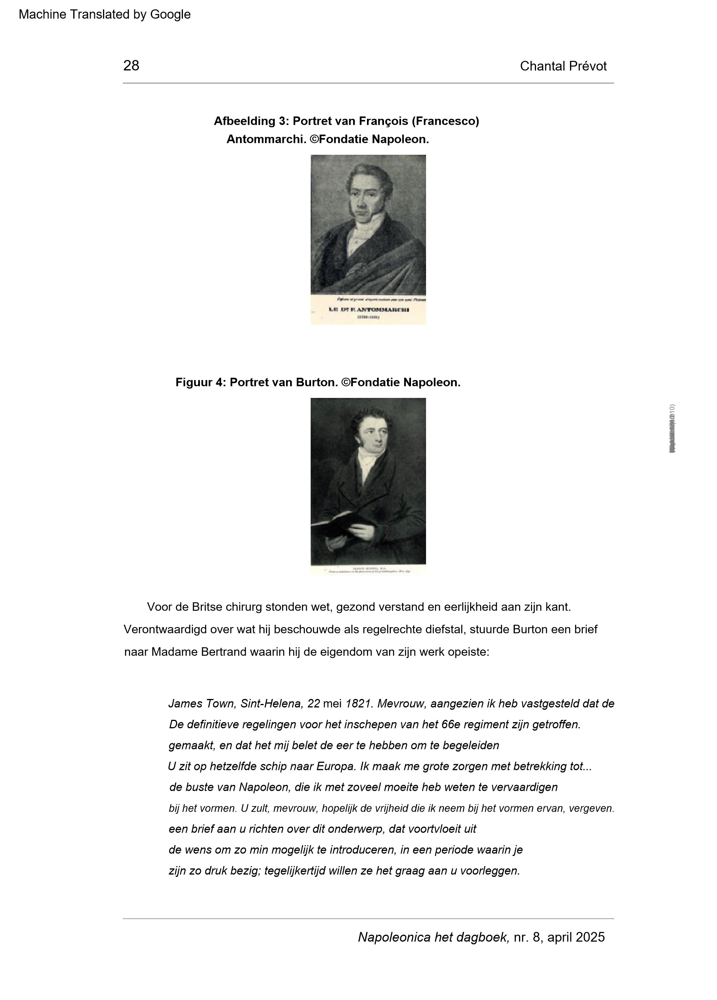 Machine Translated by Google
28
Chantal Prévot
Afbeelding 3: Portret van François (Francesco)
Antommarchi. ©Fondatie Napoleon.
LE Dr F. ANTOMMARCHI
Figuur 4: Portret van Burton. ©Fondatie Napoleon.
Voor de Britse chirurg stonden wet, gezond verstand en eerlijkheid aan zijn kant.
Verontwaardigd over wat hij beschouwde als regelrechte diefstal, stuurde Burton een brief
naar Madame Bertrand waarin hij de eigendom van zijn werk opeiste:
James Town, Sint-Helena, 22 mei 1821. Mevrouw, aangezien ik heb vastgesteld dat de
De definitieve regelingen voor het inschepen van het 66e regiment zijn getroffen.
gemaakt, en dat het mij belet de eer te hebben om te begeleiden
U zit op hetzelfde schip naar Europa. Ik maak me grote zorgen met betrekking tot...
de buste van Napoleon, die ik met zoveel moeite heb weten te vervaardigen
bij het vormen. U zult, mevrouw, hopelijk de vrijheid die ik neem bij het vormen ervan, vergeven.
een brief aan u richten over dit onderwerp, dat voortvloeit uit
de wens om zo min mogelijk te introduceren, in een periode waarin je
zijn zo druk bezig; tegelijkertijd willen ze het graag aan u voorleggen.
Napoleonica het dagboek, nr. 8, april 2025